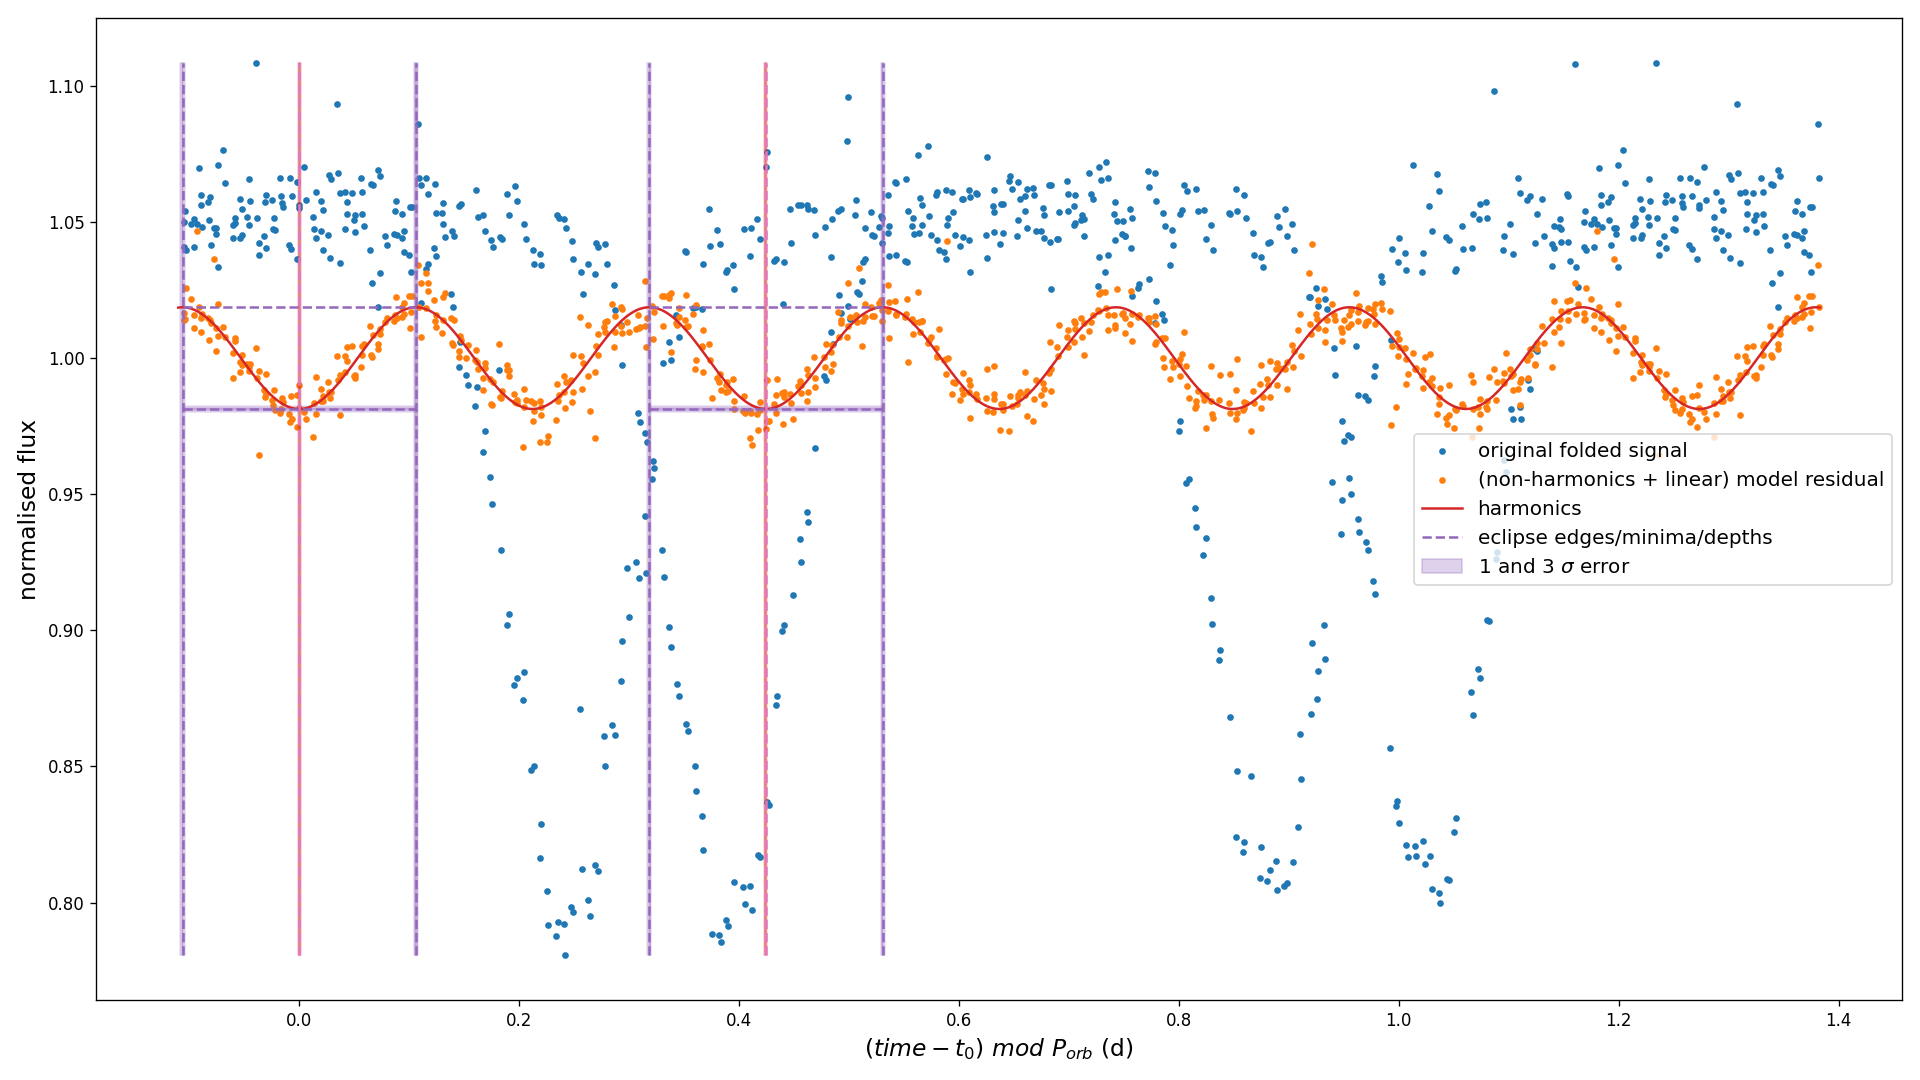 1.10
1.05
1.00
0.95
0.90
0.85
0.80
normalised flux
original folded signal
(non-harmonics + linear) model residual
harmonics
eclipse edges/minima/depths
1 and 3 σ error
0.0 0.2 0.4 0.6 0.8 1.0 1.2 1.4
(time − t₀) mod Pₒᵣb (d)